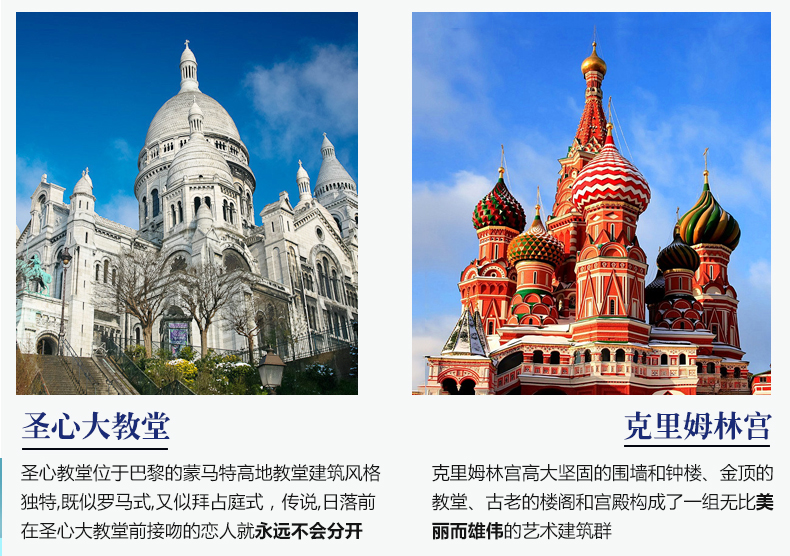 圣心大教堂
圣心教堂位于巴黎的蒙马特高地教堂建筑风格
独特,既似罗马式,又似拜占庭式，传说,日落前
在圣心大教堂前接吻的恋人就永远不会分开
克里姆林宫
克里姆林宫高大坚固的围墙和钟楼、金顶的
教堂、古老的楼阁和宫殿构成了一组无比美
丽而雄伟的艺术建筑群